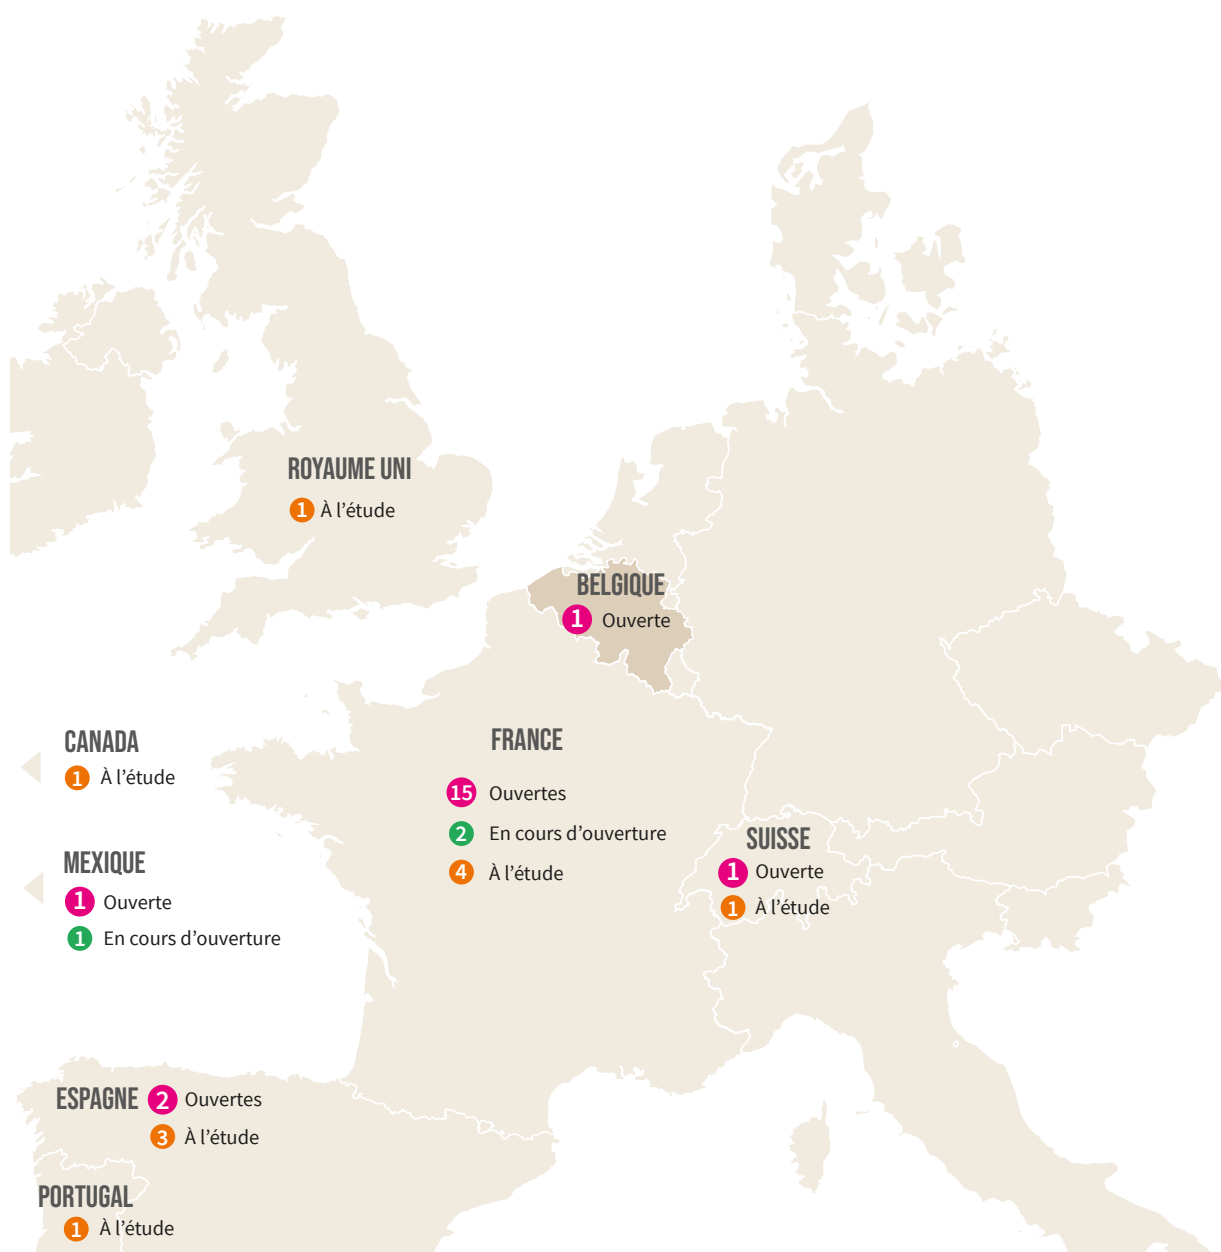 ROYAUME UNI
1 À l'étude
BELGIQUE
1 Ouverte
CANADA
1 À l'étude
FRANCE
15 Ouvertes
2 En cours d'ouverture
4 À l'étude
SUISSE
1 Ouverte
1 À l'étude
MEXIQUE
1 Ouverte
1 En cours d'ouverture
ESPAGNE 2 Ouvertes
3 À l'étude
PORTUGAL
1 À l'étude